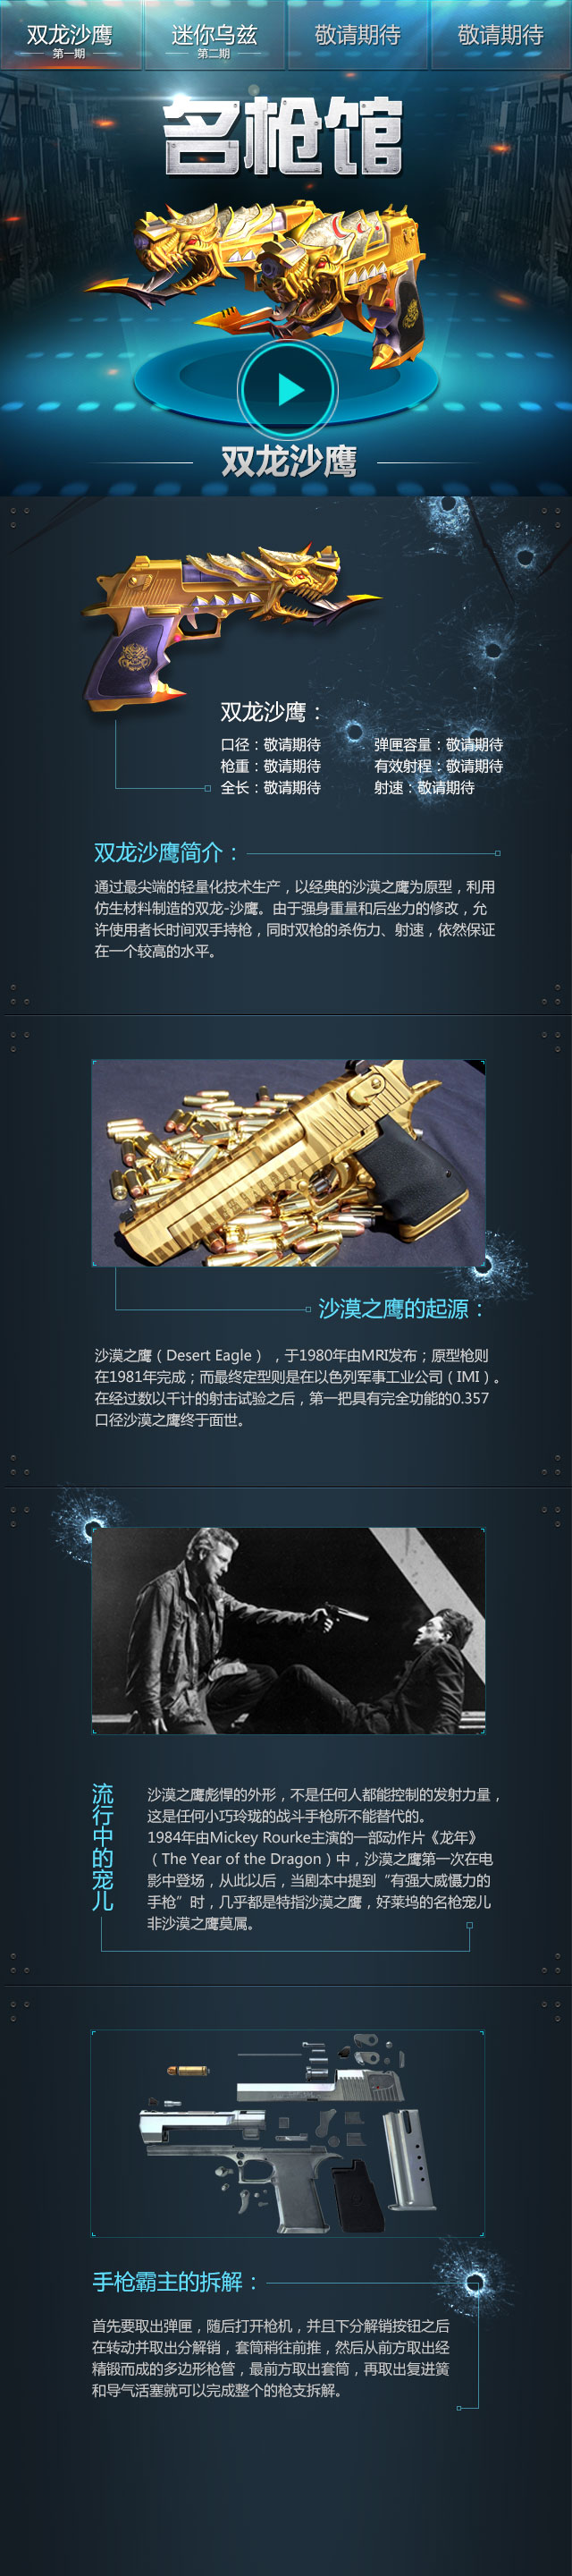 双龙沙鹰
第一期
迷你乌兹
第二期
敬请期待
敬请期待
名枪馆
双龙沙鹰
双龙沙鹰：
口径：敬请期待
弹匣容量：敬请期待
枪重：敬请期待
有效射程：敬请期待
全长：敬请期待
射速：敬请期待
双龙沙鹰简介：
通过最尖端的轻量化技术生产，以经典的沙漠之鹰为原型，利用
仿生材料制造的双龙-沙鹰。由于强身重量和后坐力的修改，允
许使用者长时间双手持枪，同时双枪的杀伤力、射速，依然保证
在一个较高的水平。
沙漠之鹰的起源：
沙漠之鹰（Desert Eagle），于1980年由MRI发布；原型枪则
在1981年完成；而最终定型则是在以色列军事工业公司（IMI）。
在经过数以千计的射击试验之后，第一把具有完全功能的0.357
口径沙漠之鹰终于面世。
流行中的宠儿
沙漠之鹰彪悍的外形，不是任何人都能控制的发射力量，
这是任何小巧玲珑的战斗手枪所不能替代的。
1984年由Mickey Rourke主演的一部动作片《龙年》
（The Year of the Dragon）中，沙漠之鹰第一次在电
影中登场，从此以后，当剧本中提到“有强大威慑力的
手枪”时，几乎都是特指沙漠之鹰，好莱坞的名枪宠儿
非沙漠之鹰莫属。
手枪霸主的拆解：
首先要取出弹匣，随后打开枪机，并且下分解销按钮之后
在转动并取出分解销，套筒稍往前推，然后从前方取出经
精锻而成的多边形枪管，最前方取出套筒，再取出复进簧
和导气活塞就可以完成整个的枪支拆解。